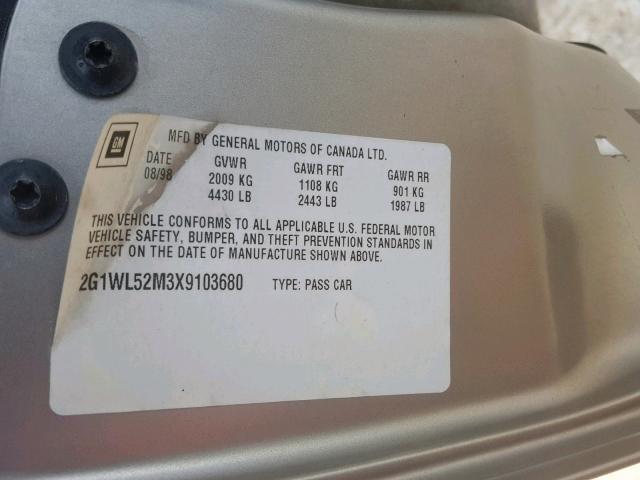 GM
MFD BY GENERAL MOTORS OF CANADA LTD.
DATE GVWR GAWR FRT GAWR RR
08/98 2009 KG 1108 KG 901 KG
4430 LB 2443 LB 1987 LB
THIS VEHICLE CONFORMS TO ALL APPLICABLE U.S. FEDERAL MOTOR
VEHICLE SAFETY, BUMPER, AND THEFT PREVENTION STANDARDS IN
EFFECT ON THE DATE OF MANUFACTURE SHOWN ABOVE.
2G1WL52M3X9103680 TYPE: PASS CAR